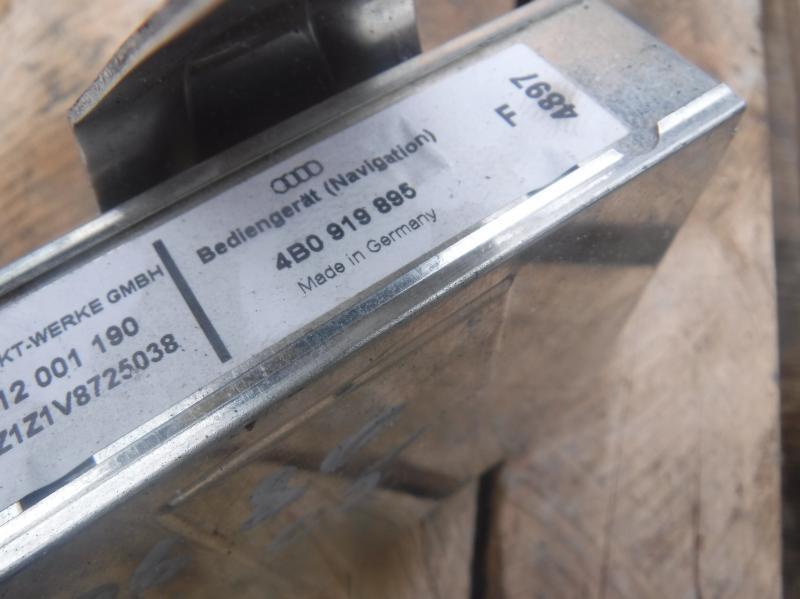 KT-WERKE GMBH
12 001 190
Z1Z1V8725038
Bediengerät (Navigation)
4B0 919 895
Made in Germany
F
4897